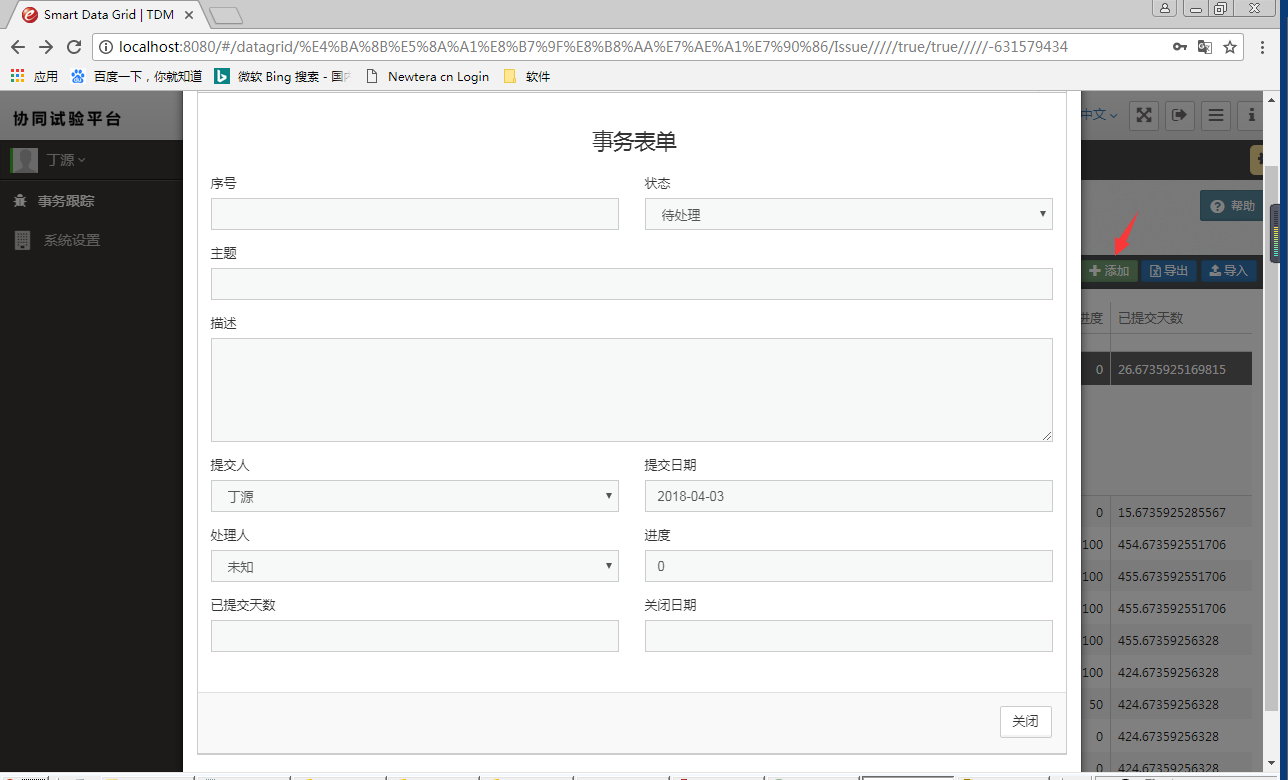 Smart Data Grid | TDM
localhost:8080/#/datagrid/%E4%BA%8B%E5%8A%A1%E8%B7%9F%E8%B8%AA%E7%AE%A1%E7%90%86/Issue/////true/true/////-631579434
应用 百度一下，你就知道 微软 Bing 搜索 - 国 Newtera cn Login 软件
协同试验平台 中文
丁源
事务跟踪
系统设置
帮助
添加 导出 导入
进度 已提交天数
0 26.6735925169815
0 15.6735925285567
100 454.673592551706
100 455.673592551706
100 455.673592551706
100 455.67359256328
100 424.67359256328
50 424.67359256328
0 424.67359256328
0 424.67359256328
事务表单
序号 状态
待处理
主题
描述
提交人 提交日期
丁源 2018-04-03
处理人 进度
未知 0
已提交天数 关闭日期
关闭